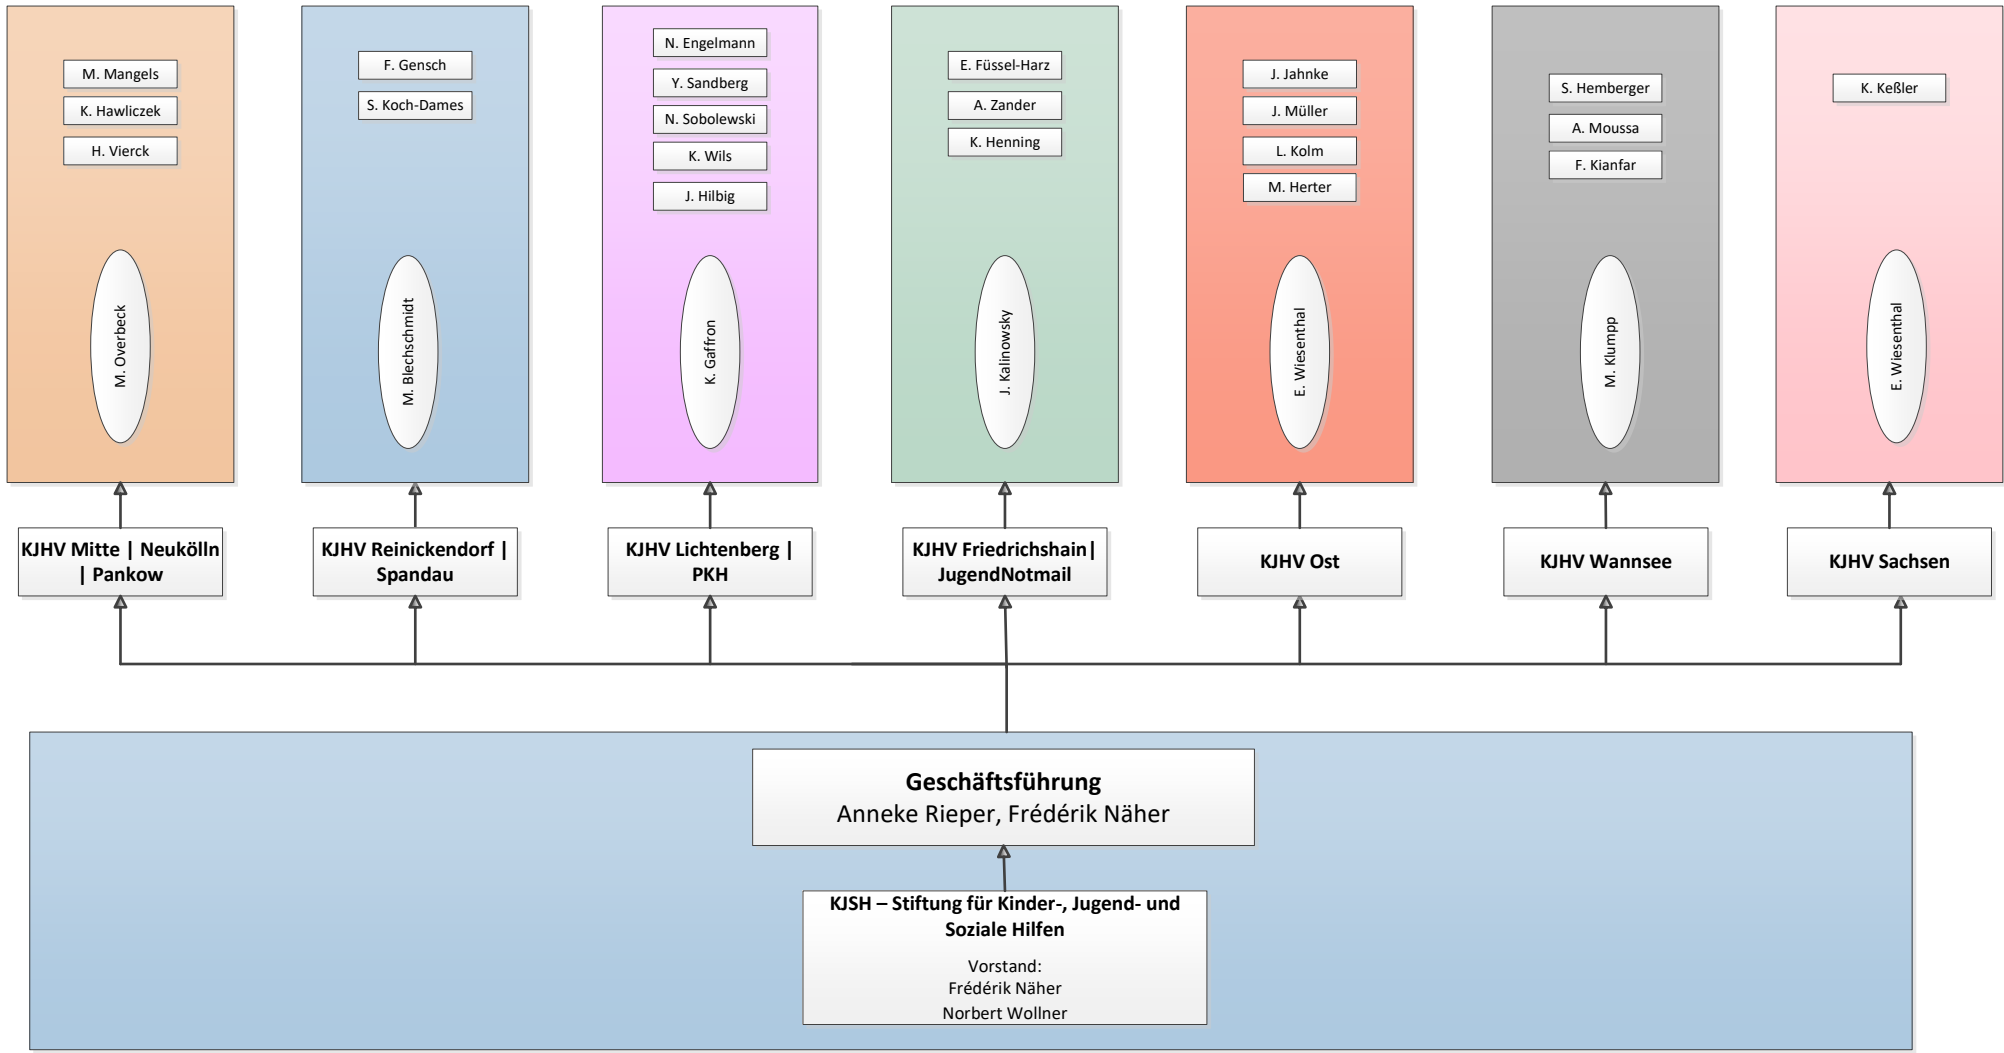 M. Mangels
K. Hawliczek
H. Vierck
M. Overbeck
KJHV Mitte | Neukölln
| Pankow
F. Gensch
S. Koch-Dames
M. Blechschmidt
KJHV Reinickendorf |
Spandau
N. Engelmann
Y. Sandberg
N. Sobolewski
K. Wils
J. Hilbig
K. Gaffron
KJHV Lichtenberg |
PKH
E. Füssel-Harz
A. Zander
K. Henning
J. Kalinowsky
KJHV Friedrichshain|
JugendNotmail
J. Jahnke
J. Müller
L. Kolm
M. Herter
E. Wiesenthal
KJHV Ost
S. Hemberger
A. Moussa
F. Kianfar
M. Klumpp
KJHV Wannsee
K. Keßler
E. Wiesenthal
KJHV Sachsen
Geschäftsführung
Anneke Rieper, Frédérik Näher
KJSH – Stiftung für Kinder-, Jugend- und
Soziale Hilfen
Vorstand:
Frédérik Näher
Norbert Wollner